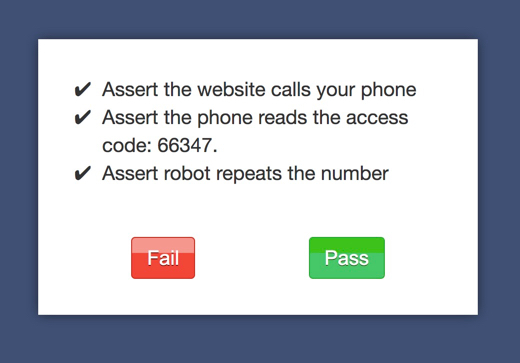 ✔ Assert the website calls your phone
✔ Assert the phone reads the access
code: 66347.
✔ Assert robot repeats the number
Fail
Pass